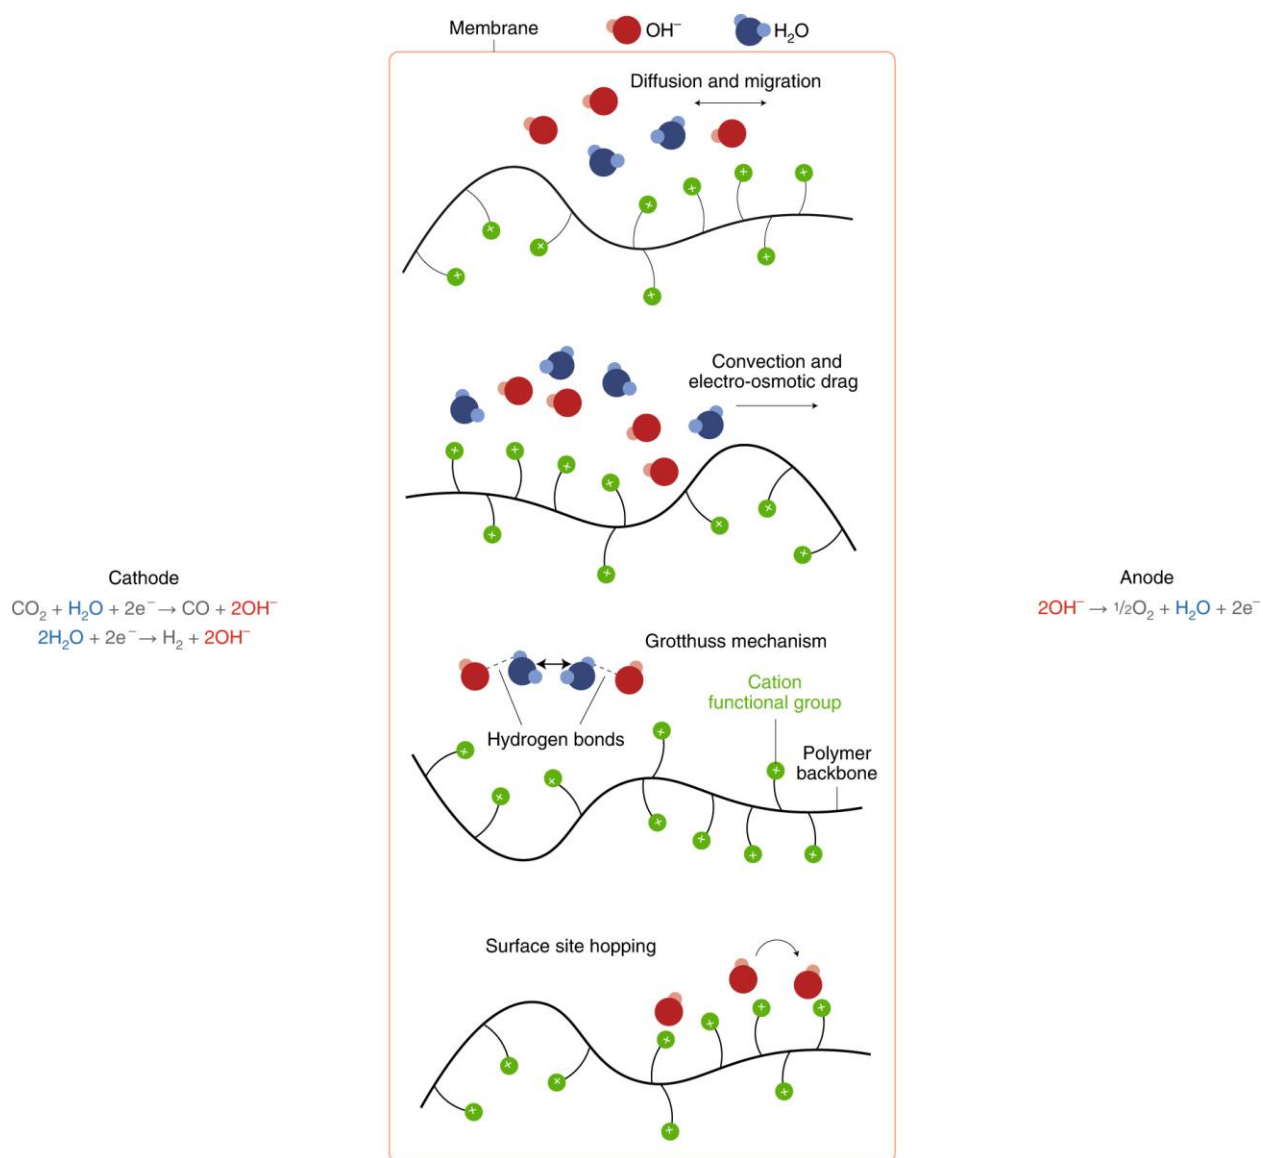 Membrane
OH⁻
H₂O
Diffusion and migration
Convection and
electro-osmotic drag
Cathode
CO₂ + H₂O + 2e⁻ → CO + 2OH⁻
2H₂O + 2e⁻ → H₂ + 2OH⁻
Anode
2OH⁻ → 1/2O₂ + H₂O + 2e⁻
Grotthuss mechanism
Hydrogen bonds
Cation
functional group
Polymer
backbone
Surface site hopping